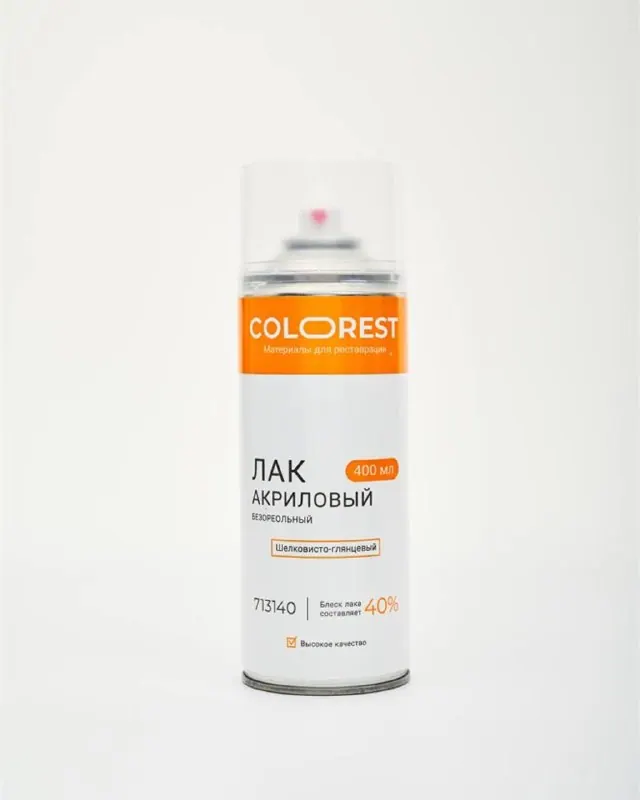 COLOREST
Материалы для реставрации
ЛАК
400 мл
АКРИЛОВЫЙ
БЕЗОРЕОЛЬНЫЙ
Шелковисто-глянцевый
713140
Блеск лака
составляет
40%
Высокое качество